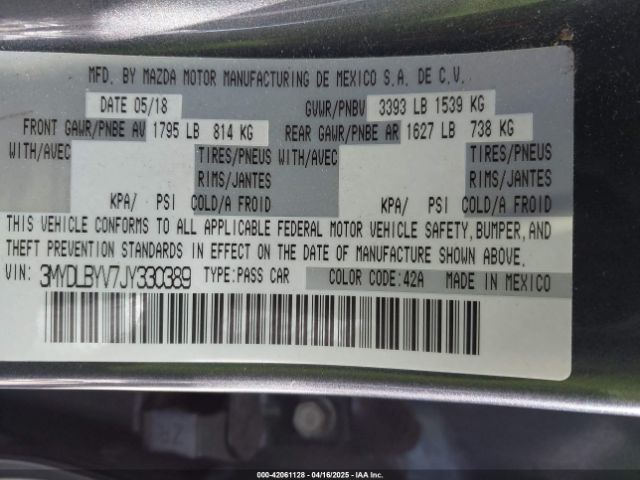 MFD. BY MAZDA MOTOR MANUFACTURING DE MEXICO S.A. DE C.V.
DATE 05/18 GVWR/PNBV 3393 LB 1539 KG
FRONT GAWR/PNBE AV 1795 LB 814 KG REAR GAWR/PNBE AR 1627 LB 738 KG
WITH/AVEC TIRES/PNEUS WITH/AVEC TIRES/PNEUS
RIMS/JANTES RIMS/JANTES
KPA/ PSI COLD/A FROID KPA/ PSI COLD/A FROID
THIS VEHICLE CONFORMS TO ALL APPLICABLE FEDERAL MOTOR VEHICLE SAFETY, BUMPER, AND
THEFT PREVENTION STANDARDS IN EFFECT ON THE DATE OF MANUFACTURE SHOWN ABOVE.
VIN: 3MYDLBYV7JY330389 TYPE: PASS CAR COLOR CODE: 42A MADE IN MEXICO
000-42061128 - 04/16/2025 - IAA Inc.